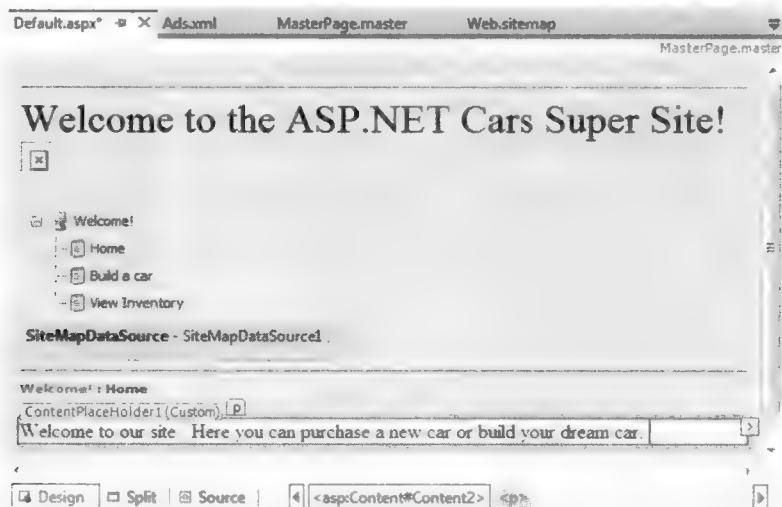 Default.aspx* Ads.xml MasterPage.master Web.sitemap
MasterPage.master
Welcome to the ASP.NET Cars Super Site!
Welcome!
Home
Build a car
View Inventory
SiteMapDataSource - SiteMapDataSource1
Welcome! : Home
ContentPlaceHolder1 (Custom) P
Welcome to our site Here you can purchase a new car or build your dream car.
Design Split Source <asp:Content#Content2> <p>